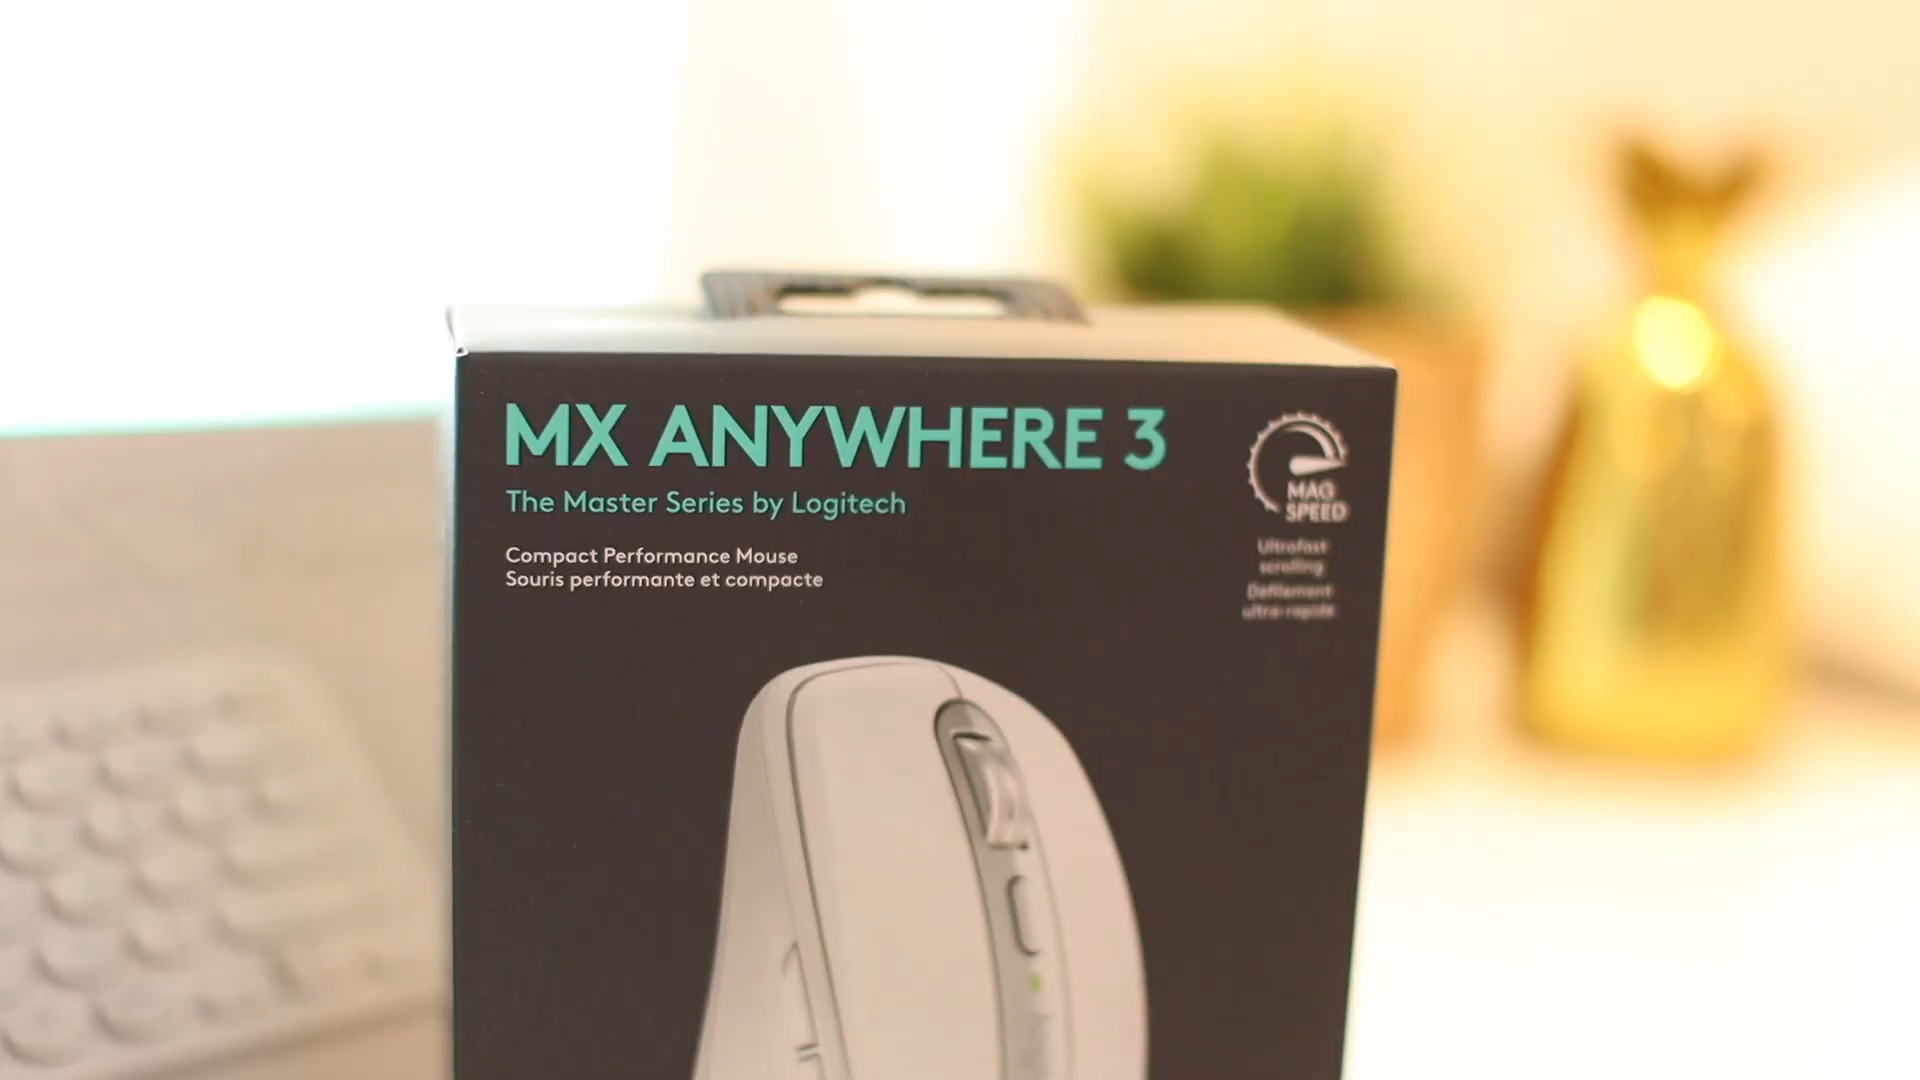 MX ANYWHERE 3
The Master Series by Logitech
Compact Performance Mouse
Souris performante et compacte
MAG
SPEED
Ultrafast
scrolling
Défilement
ultra-rapide